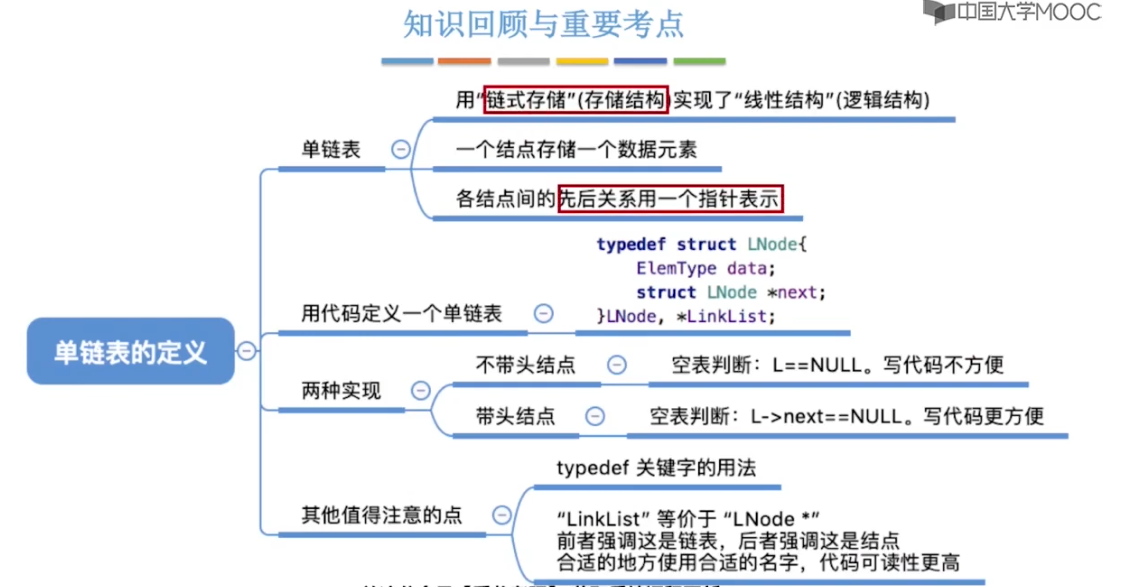 中国大学MOOC
知识回顾与重要考点
用“链式存储”(存储结构)实现了“线性结构”(逻辑结构)
单链表
一个结点存储一个数据元素
各结点间的先后关系用一个指针表示
typedef struct LNode{
ElemType data;
struct LNode *next;
}LNode, *LinkList;
用代码定义一个单链表
单链表的定义
不带头结点
空表判断：L==NULL。写代码不方便
两种实现
带头结点
空表判断：L->next==NULL。写代码更方便
typedef 关键字的用法
其他值得注意的点
“LinkList” 等价于 “LNode *”
前者强调这是链表，后者强调这是结点
合适的地方使用合适的名字，代码可读性更高